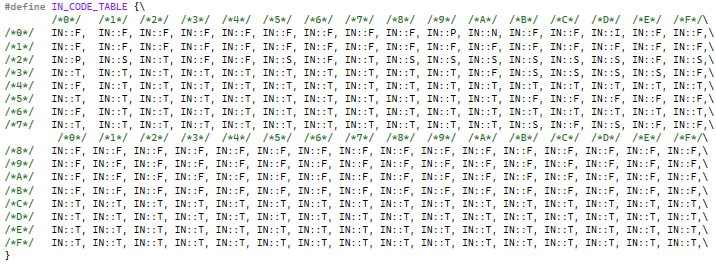 #define IN_CODE_TABLE {\
/*0*/ /*1*/ /*2*/ /*3*/ /*4*/ /*5*/ /*6*/ /*7*/ /*8*/ /*9*/ /*A*/ /*B*/ /*C*/ /*D*/ /*E*/ /*F*/\
/*0*/ IN::F, IN::F, IN::F, IN::F, IN::F, IN::F, IN::F, IN::F, IN::F, IN::P, IN::N, IN::F, IN::F, IN::I, IN::F, IN::F,\
/*1*/ IN::F, IN::F, IN::F, IN::F, IN::F, IN::F, IN::F, IN::F, IN::F, IN::F, IN::F, IN::F, IN::F, IN::F, IN::F, IN::F,\
/*2*/ IN::P, IN::S, IN::T, IN::F, IN::F, IN::S, IN::F, IN::T, IN::S, IN::S, IN::S, IN::S, IN::S, IN::S, IN::S, IN::S,\
/*3*/ IN::T, IN::T, IN::T, IN::T, IN::T, IN::T, IN::T, IN::T, IN::T, IN::T, IN::F, IN::S, IN::S, IN::S, IN::S, IN::F,\
/*4*/ IN::F, IN::T, IN::T, IN::T, IN::T, IN::T, IN::T, IN::T, IN::T, IN::T, IN::T, IN::T, IN::T, IN::T, IN::T, IN::T,\
/*5*/ IN::T, IN::T, IN::T, IN::T, IN::T, IN::T, IN::T, IN::T, IN::T, IN::T, IN::T, IN::F, IN::F, IN::F, IN::F, IN::T,\
/*6*/ IN::F, IN::T, IN::T, IN::T, IN::T, IN::T, IN::T, IN::T, IN::T, IN::T, IN::T, IN::T, IN::T, IN::T, IN::T, IN::T,\
/*7*/ IN::T, IN::T, IN::T, IN::T, IN::T, IN::T, IN::T, IN::T, IN::T, IN::T, IN::T, IN::S, IN::F, IN::S, IN::F, IN::F,\
/*0*/ /*1*/ /*2*/ /*3*/ /*4*/ /*5*/ /*6*/ /*7*/ /*8*/ /*9*/ /*A*/ /*B*/ /*C*/ /*D*/ /*E*/ /*F*/\
/*8*/ IN::F, IN::F, IN::F, IN::F, IN::F, IN::F, IN::F, IN::F, IN::F, IN::F, IN::F, IN::F, IN::F, IN::F, IN::F, IN::F,\
/*9*/ IN::F, IN::F, IN::F, IN::F, IN::F, IN::F, IN::F, IN::F, IN::F, IN::F, IN::F, IN::F, IN::F, IN::F, IN::F, IN::F,\
/*A*/ IN::F, IN::F, IN::F, IN::F, IN::F, IN::F, IN::F, IN::F, IN::F, IN::F, IN::F, IN::F, IN::F, IN::F, IN::F, IN::F,\
/*B*/ IN::F, IN::F, IN::F, IN::F, IN::F, IN::F, IN::F, IN::F, IN::F, IN::F, IN::F, IN::F, IN::F, IN::F, IN::F, IN::F,\
/*C*/ IN::T, IN::T, IN::T, IN::T, IN::T, IN::T, IN::T, IN::T, IN::T, IN::T, IN::T, IN::T, IN::T, IN::T, IN::T, IN::T,\
/*D*/ IN::T, IN::T, IN::T, IN::T, IN::T, IN::T, IN::T, IN::T, IN::T, IN::T, IN::T, IN::T, IN::T, IN::T, IN::T, IN::T,\
/*E*/ IN::T, IN::T, IN::T, IN::T, IN::T, IN::T, IN::T, IN::T, IN::T, IN::T, IN::T, IN::T, IN::T, IN::T, IN::T, IN::T,\
/*F*/ IN::T, IN::T, IN::T, IN::T, IN::T, IN::T, IN::T, IN::T, IN::T, IN::T, IN::T, IN::T, IN::T, IN::T, IN::T, IN::T,\
}